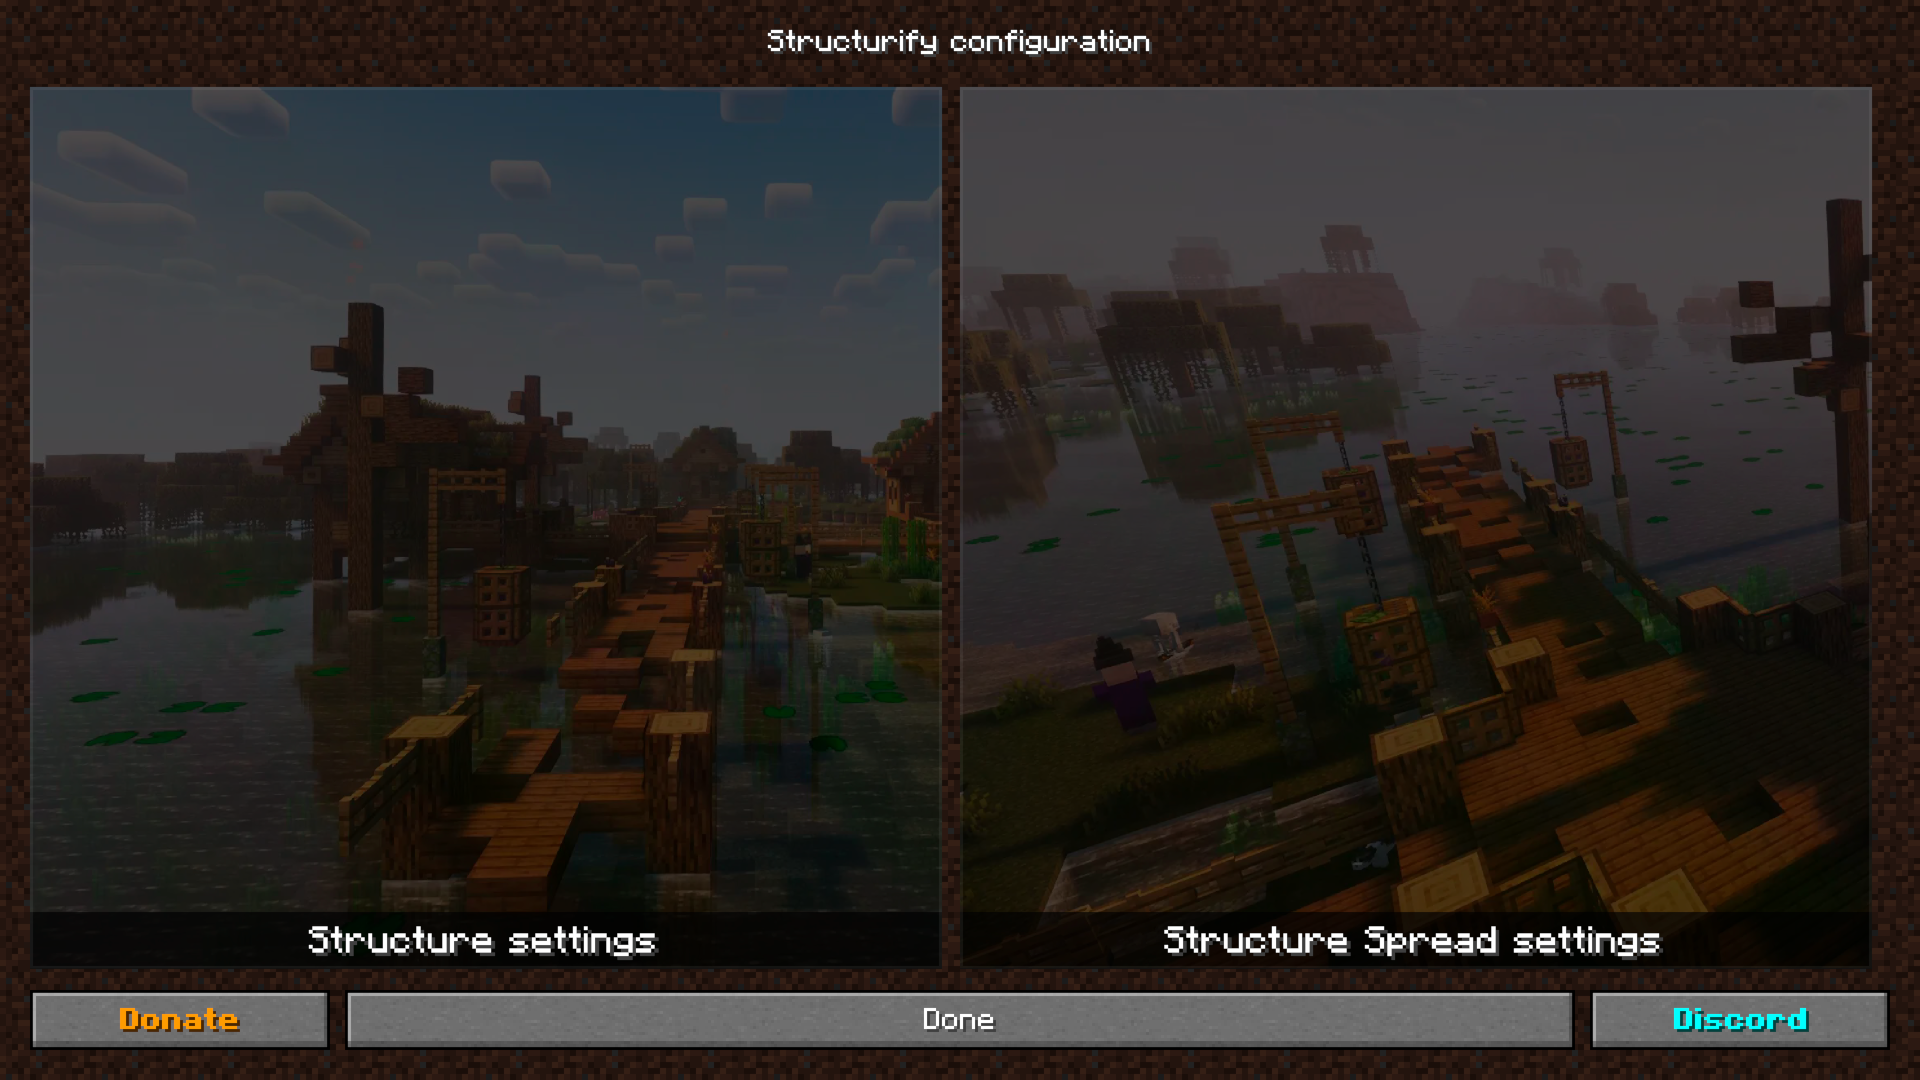 Structurify configuration
Structure settings
Structure Spread settings
Donate
Done
Discord